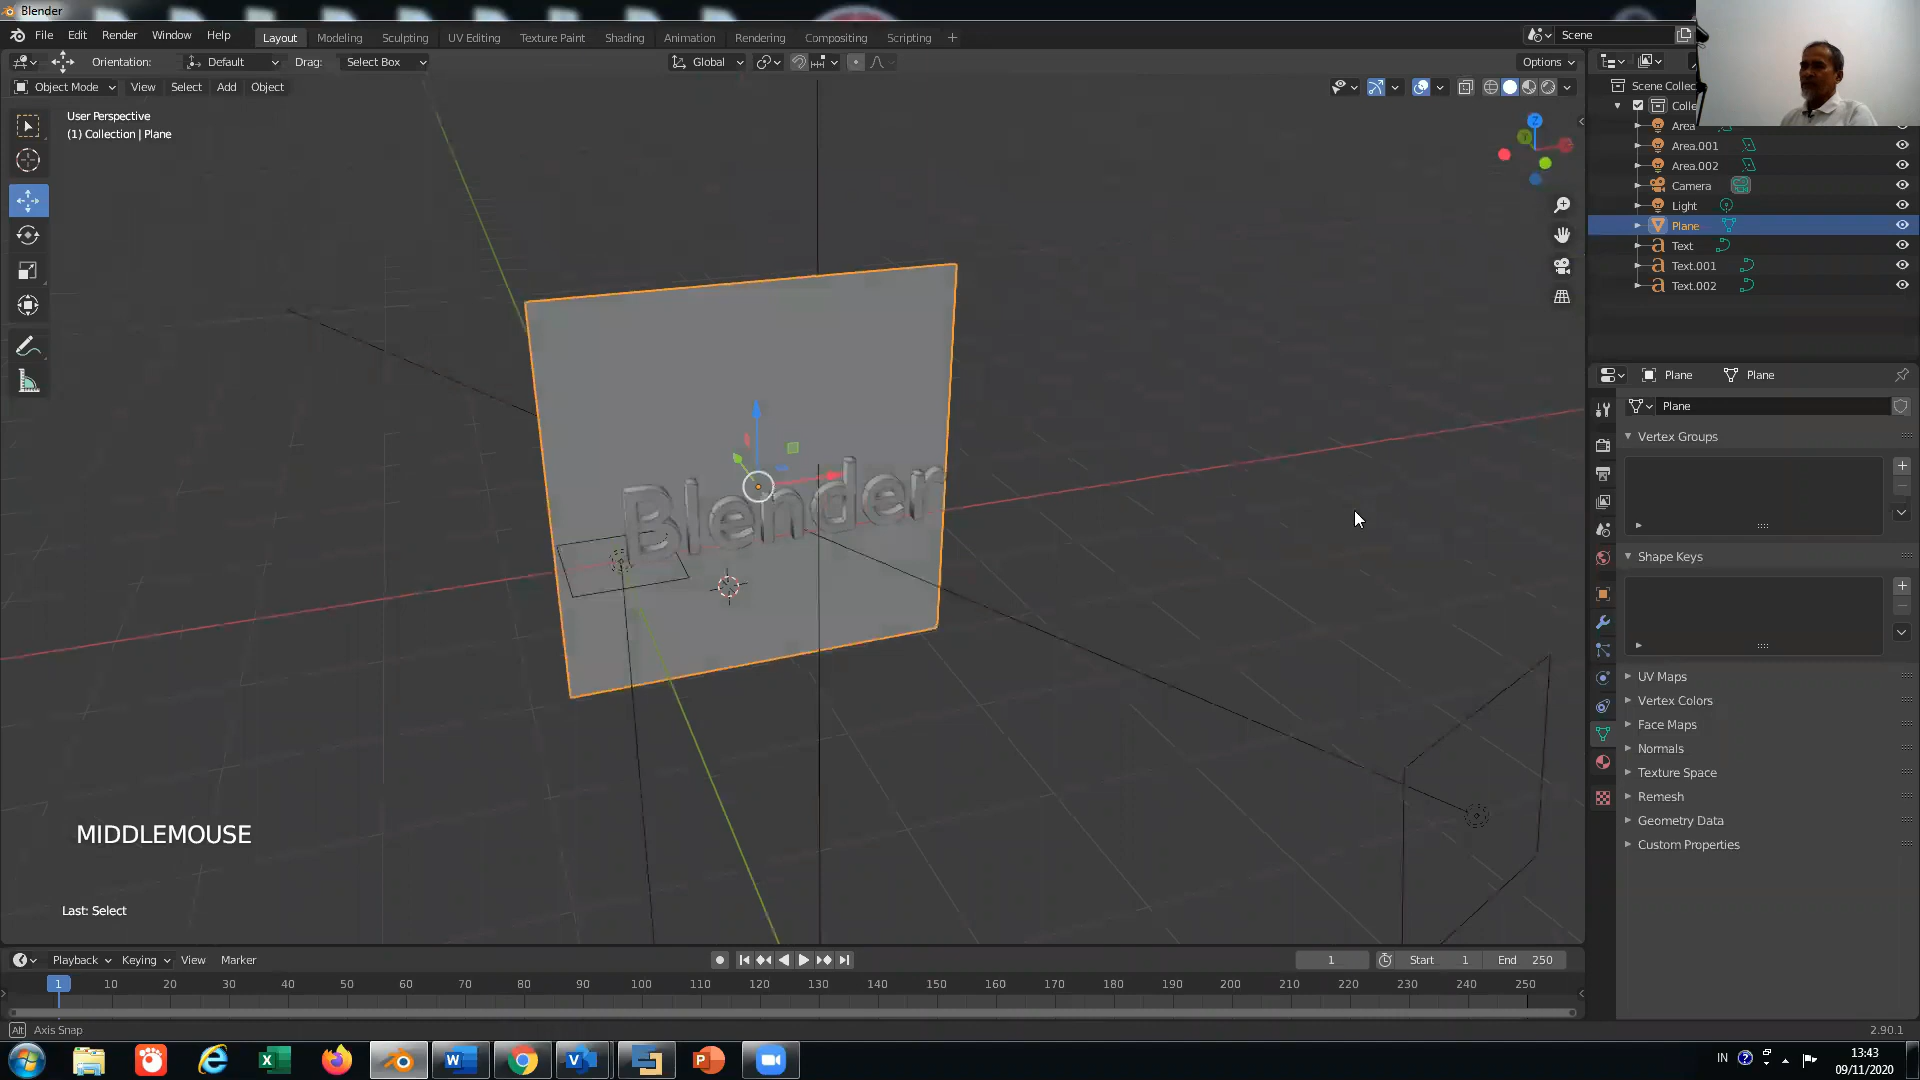 Blender
File Edit Render Window Help
Layout Modeling Sculpting UV Editing Texture Paint Shading Animation Rendering Compositing Scripting +
Scene
Orientation: Default Drag: Select Box
Global
Options
Object Mode View Select Add Object
User Perspective
(1) Collection | Plane
Z
Scene Collec
Colle
Area
Area.001
Area.002
Camera
Light
Plane
Text
Text.001
Text.002
Plane Plane
Plane
Vertex Groups
Shape Keys
UV Maps
Vertex Colors
Face Maps
Normals
Texture Space
Remesh
Geometry Data
Custom Properties
Blender
MIDDLEMOUSE
Last: Select
Playback Keying View Marker
1 Start 1 End 250
1 10 20 30 40 50 60 70 80 90 100 110 120 130 140 150 160 170 180 190 200 210 220 230 240 250
Alt Axis Snap
2.90.1
IN
13:43
09/11/2020